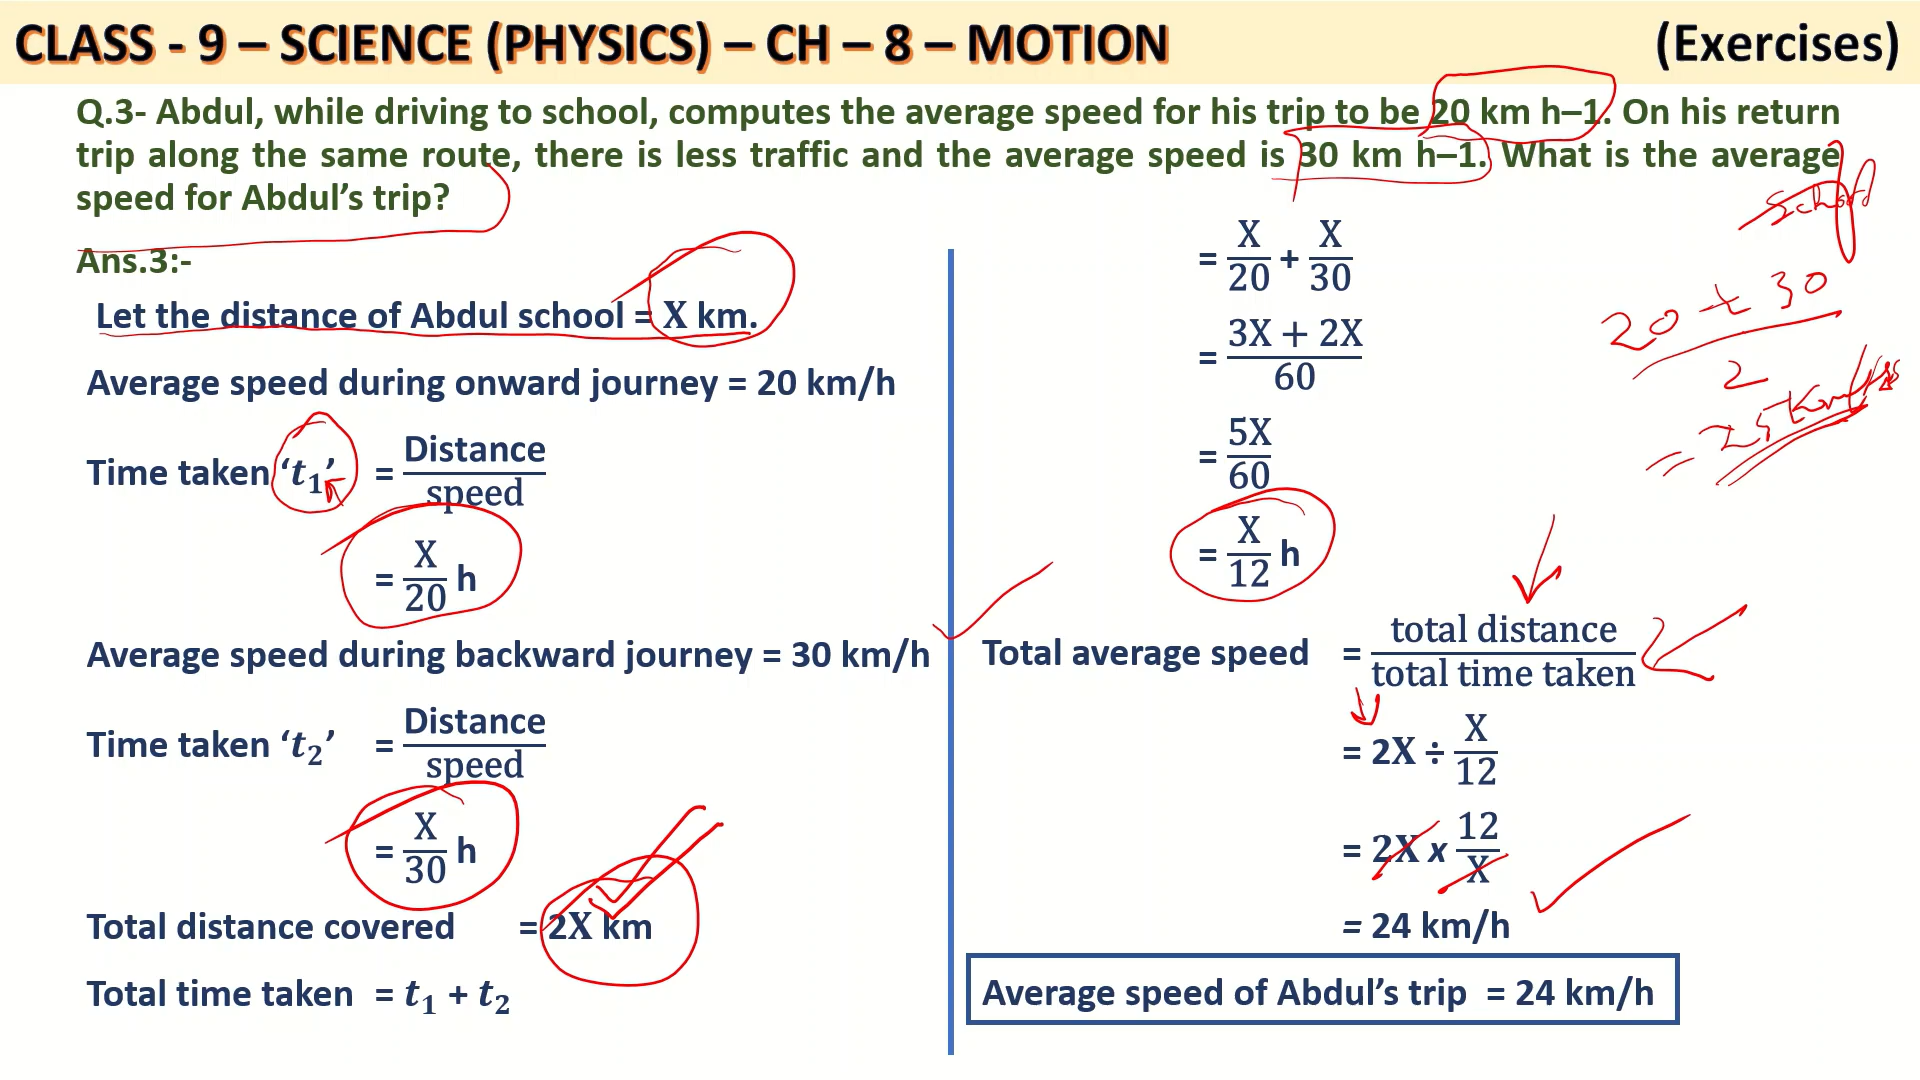 CLASS - 9 – SCIENCE (PHYSICS) – CH – 8 – MOTION (Exercises)
Q.3- Abdul, while driving to school, computes the average speed for his trip to be 20 km h–1. On his return
trip along the same route, there is less traffic and the average speed is 30 km h–1. What is the average
speed for Abdul’s trip?
Ans.3:-
Let the distance of Abdul school = X km.
Average speed during onward journey = 20 km/h
Time taken ‘t₁’ = Distance
speed
= X
20 h
Average speed during backward journey = 30 km/h
Time taken ‘t₂’ = Distance
speed
= X
30 h
Total distance covered = 2X km
Total time taken = t₁ + t₂
= X/20 + X/30
= 3X + 2X
60
= 5X
60
= X
12 h
Total average speed = total distance
total time taken
= 2X ÷ X
12
= 2X x 12
X
= 24 km/h
Average speed of Abdul’s trip = 24 km/h
School
20 + 30
2
= 25 Km/